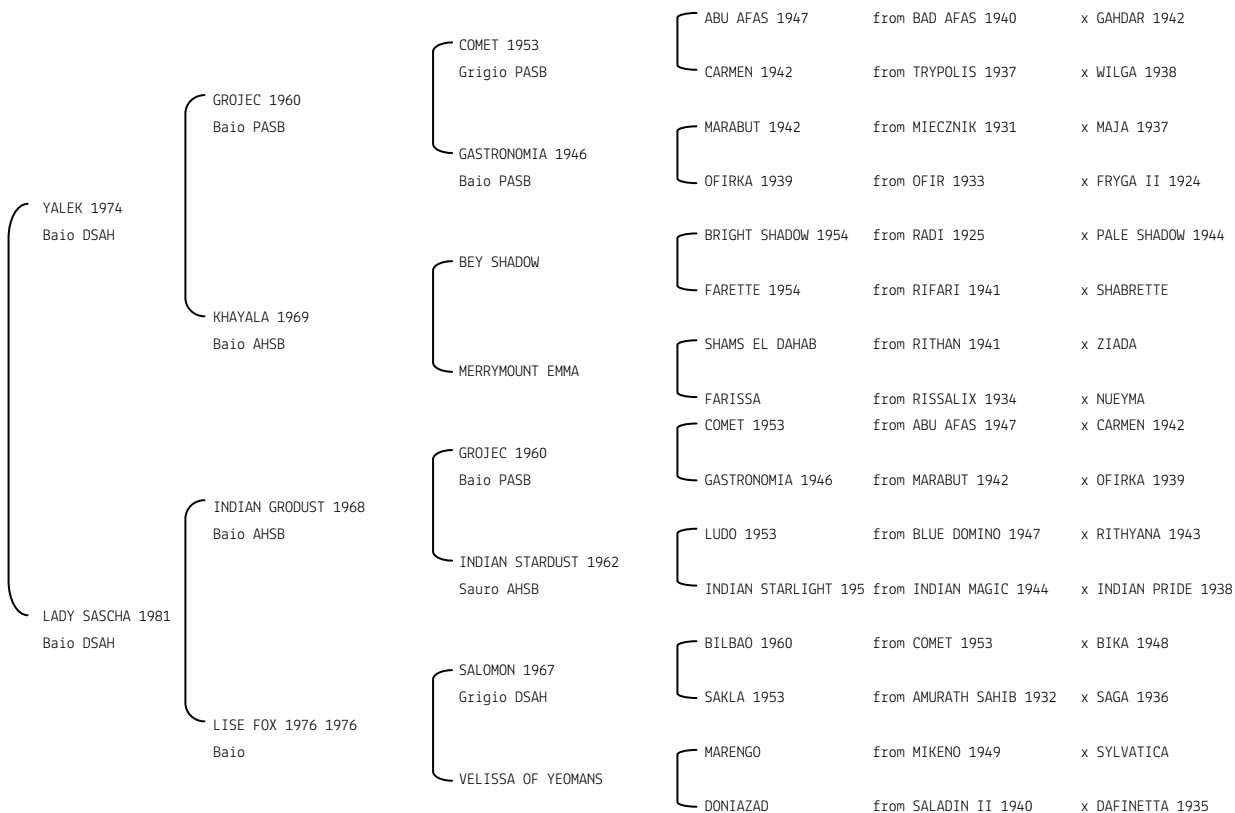 ABU AFAS 1947 from BAD AFAS 1940 x GAHDAR 1942
COMET 1953
Grigio PASB
CARMEN 1942 from TRYPOLIS 1937 x WILGA 1938
GROJEC 1960
Baio PASB
MARABUT 1942 from MIECZNIK 1931 x MAJA 1937
GASTRONOMIA 1946
Baio PASB
OFIRKA 1939 from OFIR 1933 x FRYGA II 1924
YALEK 1974
Baio DSAH
BRIGHT SHADOW 1954 from RADI 1925 x PALE SHADOW 1944
BEY SHADOW
FARETTE 1954 from RIFARI 1941 x SHABRETTE
KHAYALA 1969
Baio AHSB
SHAMS EL DAHAB from RITHAN 1941 x ZIADA
MERRYMOUNT EMMA
FARISSA from RISSALIX 1934 x NUEYMA
COMET 1953 from ABU AFAS 1947 x CARMEN 1942
GROJEC 1960
Baio PASB
GASTRONOMIA 1946 from MARABUT 1942 x OFIRKA 1939
INDIAN GRODUST 1968
Baio AHSB
LUDO 1953 from BLUE DOMINO 1947 x RITHYANA 1943
INDIAN STARDUST 1962
Sauro AHSB
INDIAN STARLIGHT 195 from INDIAN MAGIC 1944 x INDIAN PRIDE 1938
LADY SASCHA 1981
Baio DSAH
BILBAO 1960 from COMET 1953 x BIKA 1948
SALOMON 1967
Grigio DSAH
SAKLA 1953 from AMURATH SAHIB 1932 x SAGA 1936
LISE FOX 1976 1976
Baio
MARENGO from MIKENO 1949 x SYLVATICA
VELISSA OF YEOMANS
DONIAZAD from SALADIN II 1940 x DAFINETTA 1935